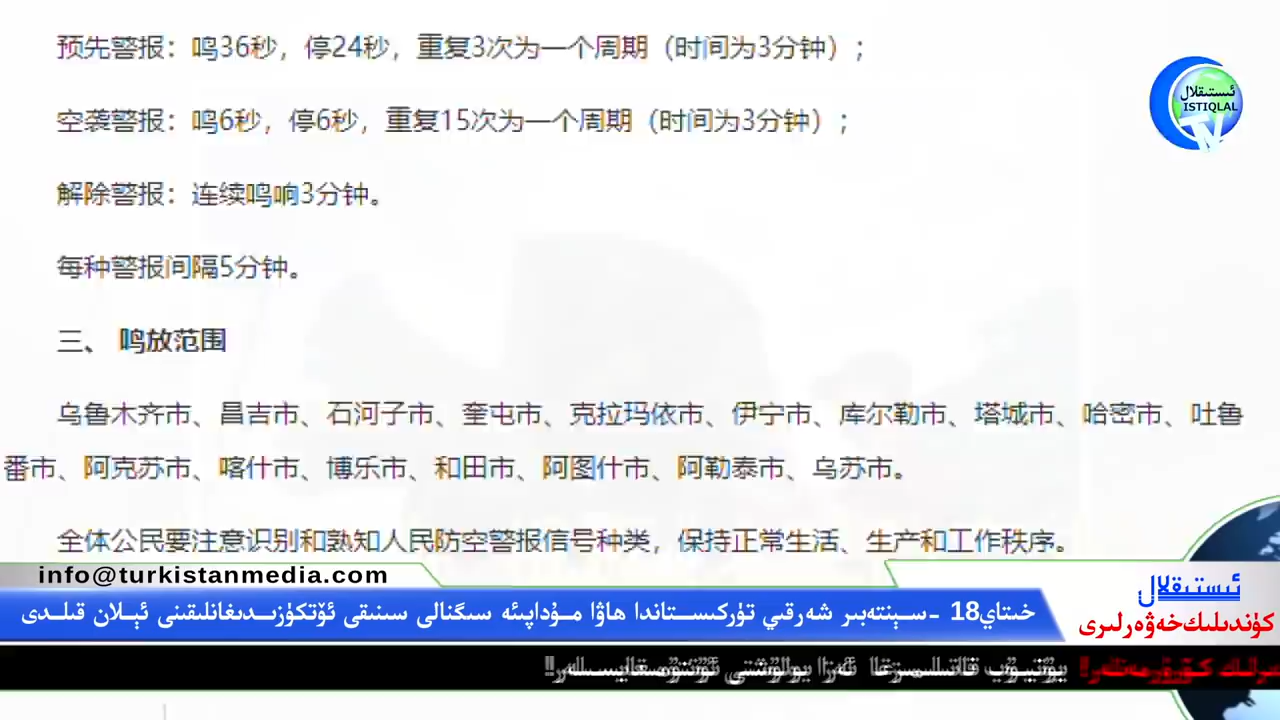 预先警报：鸣36秒，停24秒，重复3次为一个周期（时间为3分钟）；
ئىستىقلال
ISTIQLAL
TV
空袭警报：鸣6秒，停6秒，重复15次为一个周期（时间为3分钟）；
解除警报：连续鸣响3分钟。
每种警报间隔5分钟。
三、 鸣放范围
乌鲁木齐市、昌吉市、石河子市、奎屯市、克拉玛依市、伊宁市、库尔勒市、塔城市、哈密市、吐鲁
番市、阿克苏市、喀什市、博乐市、和田市、阿图什市、阿勒泰市、乌苏市。
全体公民要注意识别和熟知人民防空警报信号种类，保持正常生活、生产和工作秩序。
info@turkistanmedia.com
ئىستىقلال
كۈندىلىك خەۋەرلىرى
خىتاي18 -سېنتەبىر شەرقىي تۈركىستاندا ھاۋا مۇداپىئە سىگنالى سىنىقى ئۆتكۈزىدىغانلىقىنى ئېلان قىلدى